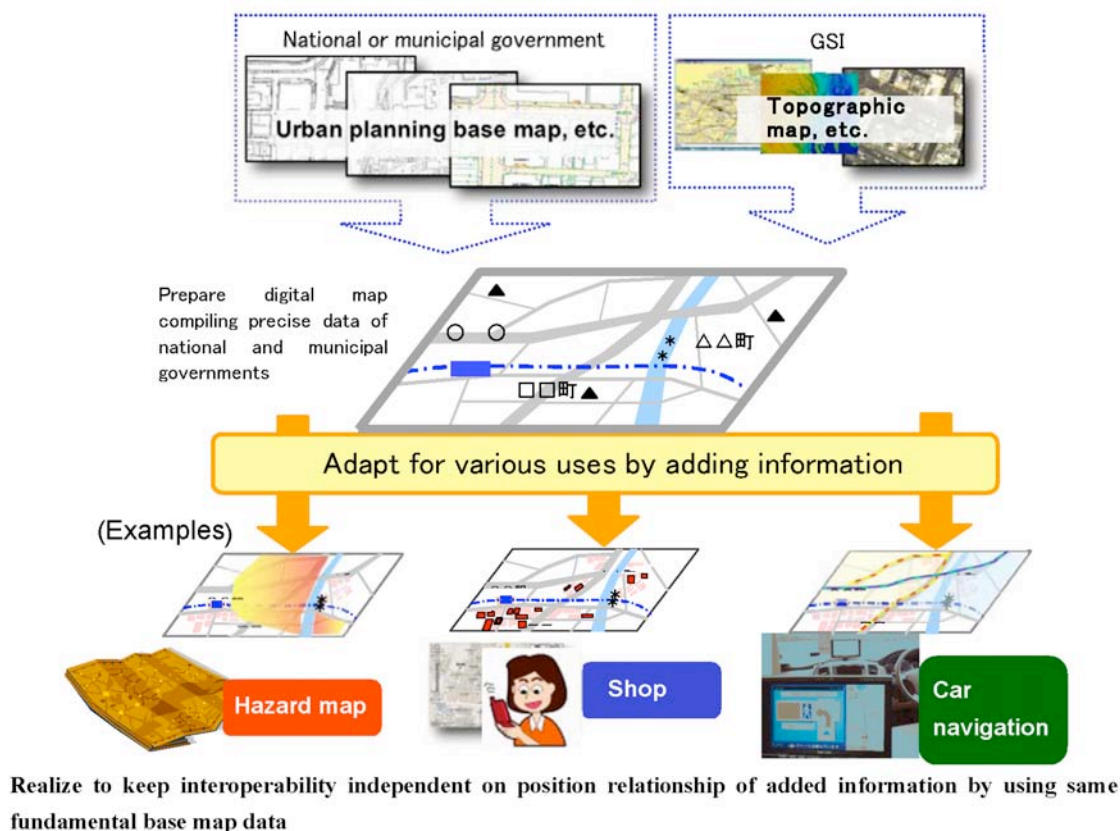 National or municipal government
GSI
Urban planning base map, etc.
Topographic
map, etc.
Prepare digital map
compiling precise data of
national and municipal
governments
△△町
□□町
Adapt for various uses by adding information
(Examples)
Hazard map
Shop
Car
navigation
Realize to keep interoperability independent on position relationship of added information by using same
fundamental base map data